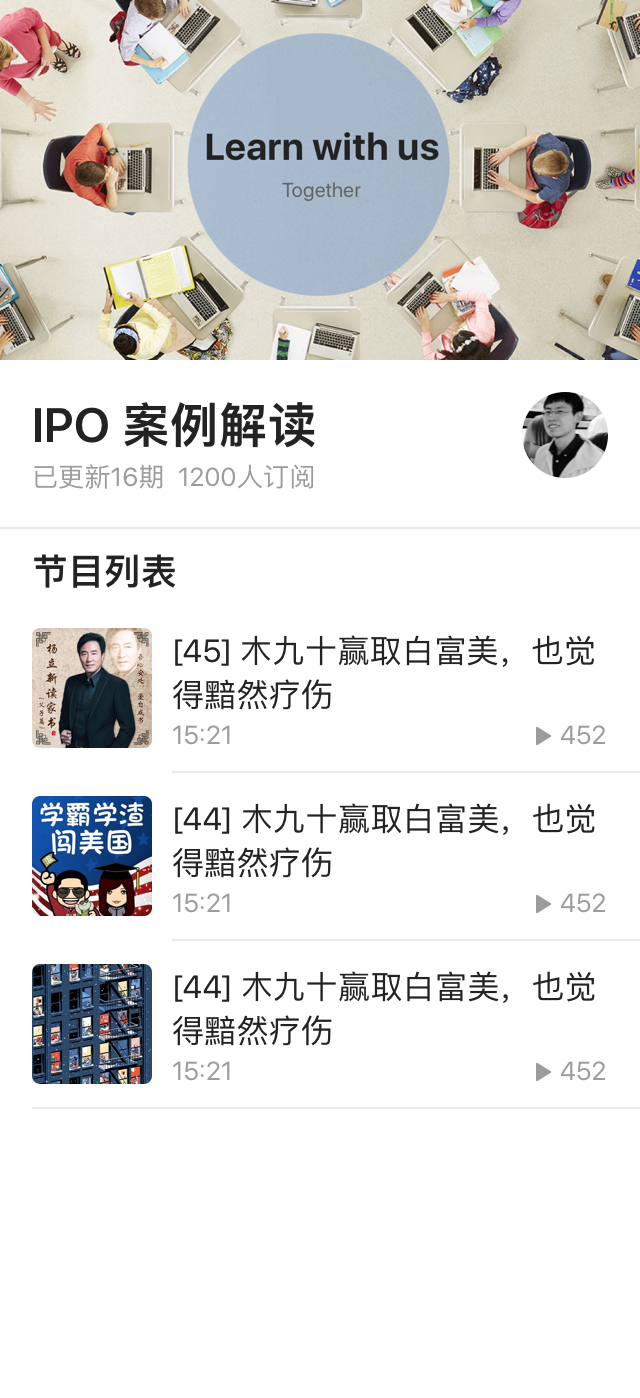 Learn with us
Together
IPO 案例解读
已更新16期 1200人订阅
节目列表
杨立新读家书
（父子篇）
[45] 木九十赢取白富美，也觉
得黯然疗伤
15:21
452
学霸学渣
闯美国
[44] 木九十赢取白富美，也觉
得黯然疗伤
15:21
452
[44] 木九十赢取白富美，也觉
得黯然疗伤
15:21
452